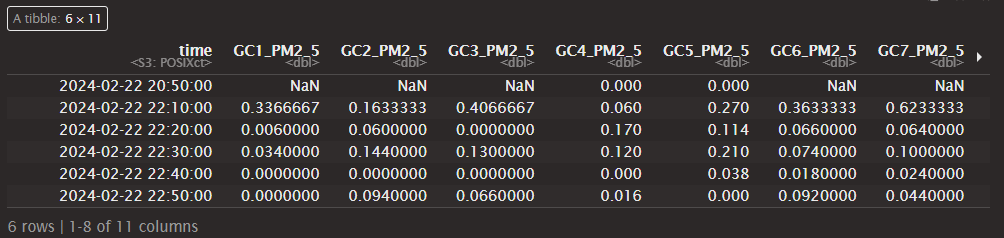 A tibble: 6 × 11
time GC1_PM2_5 GC2_PM2_5 GC3_PM2_5 GC4_PM2_5 GC5_PM2_5 GC6_PM2_5 GC7_PM2_5
<S3: POSIXct> <dbl> <dbl> <dbl> <dbl> <dbl> <dbl> <dbl>
2024-02-22 20:50:00 NaN NaN NaN 0.000 0.000 NaN NaN
2024-02-22 22:10:00 0.3366667 0.1633333 0.4066667 0.060 0.270 0.3633333 0.6233333
2024-02-22 22:20:00 0.0060000 0.0600000 0.0000000 0.170 0.114 0.0660000 0.0640000
2024-02-22 22:30:00 0.0340000 0.1440000 0.1300000 0.120 0.210 0.0740000 0.1000000
2024-02-22 22:40:00 0.0000000 0.0000000 0.0000000 0.000 0.038 0.0180000 0.0240000
2024-02-22 22:50:00 0.0000000 0.0940000 0.0660000 0.016 0.000 0.0920000 0.0440000
6 rows | 1-8 of 11 columns